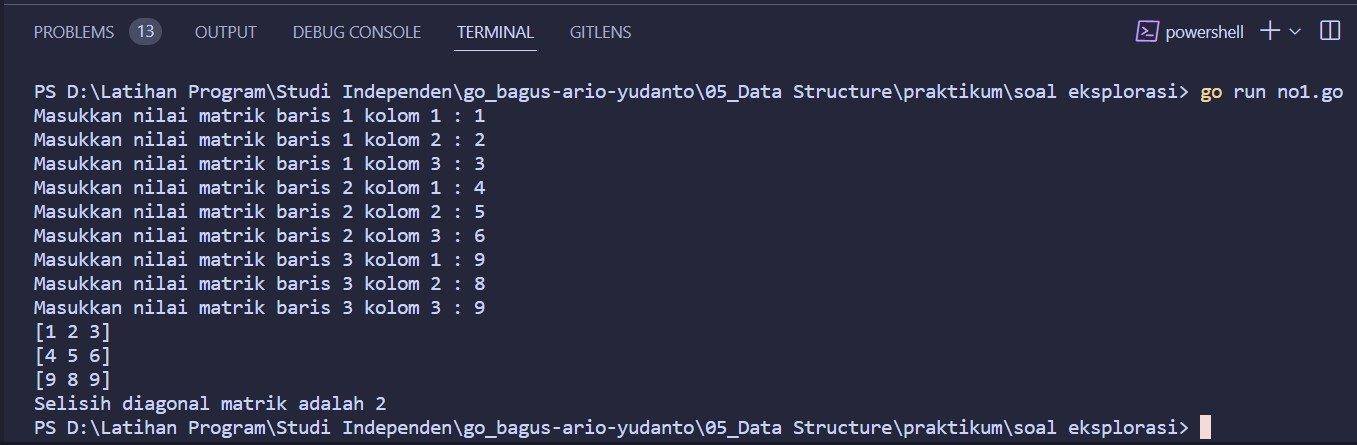 PROBLEMS 13 OUTPUT DEBUG CONSOLE TERMINAL GITLENS powershell
PS D:\Latihan Program\Studi Independen\go_bagus-ario-yudanto\05_Data Structure\praktikum\soal eksplorasi> go run no1.go
Masukkan nilai matrik baris 1 kolom 1 : 1
Masukkan nilai matrik baris 1 kolom 2 : 2
Masukkan nilai matrik baris 1 kolom 3 : 3
Masukkan nilai matrik baris 2 kolom 1 : 4
Masukkan nilai matrik baris 2 kolom 2 : 5
Masukkan nilai matrik baris 2 kolom 3 : 6
Masukkan nilai matrik baris 3 kolom 1 : 9
Masukkan nilai matrik baris 3 kolom 2 : 8
Masukkan nilai matrik baris 3 kolom 3 : 9
[1 2 3]
[4 5 6]
[9 8 9]
Selisih diagonal matrik adalah 2
PS D:\Latihan Program\Studi Independen\go_bagus-ario-yudanto\05_Data Structure\praktikum\soal eksplorasi>